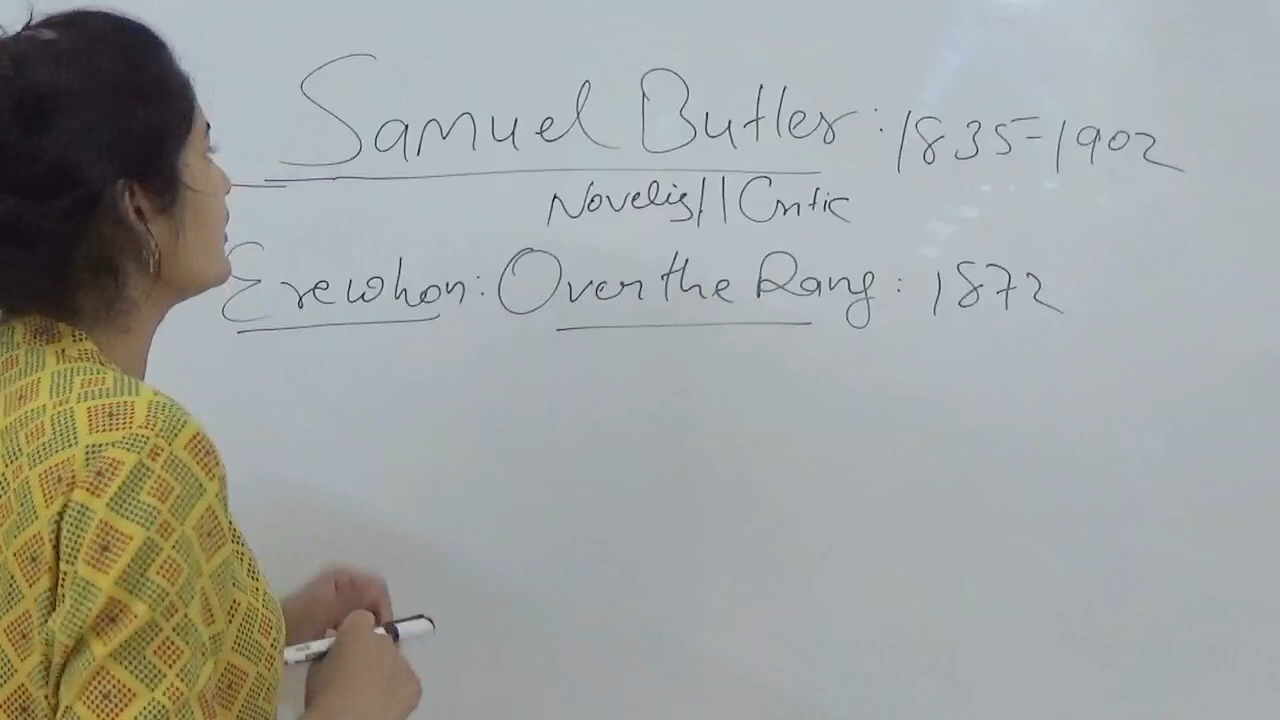 Samuel Butler: 1835-1902
Novelist/Critic
Erewhon: Over the Rang: 1872